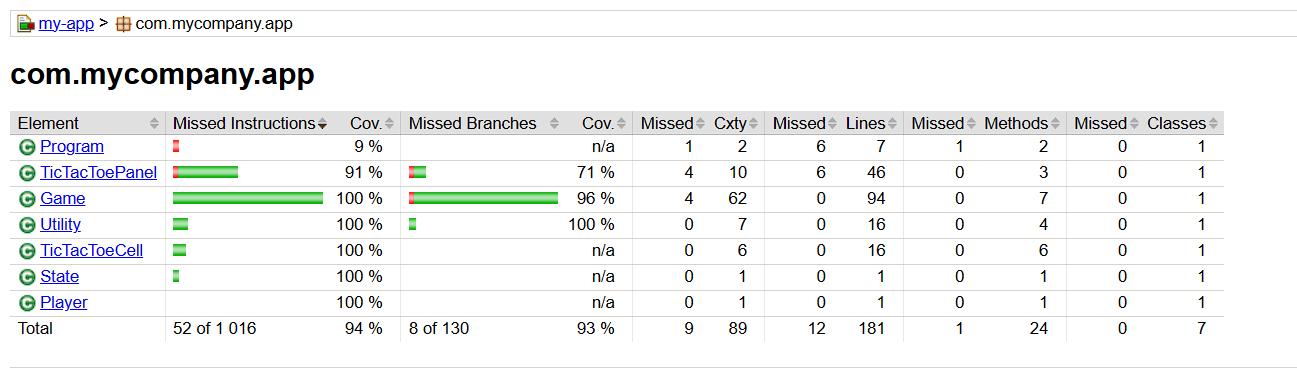 my-app > com.mycompany.app
com.mycompany.app
Element Missed Instructions Cov. Missed Branches Cov. Missed Cxty Missed Lines Missed Methods Missed Classes
C Program 9 % n/a 1 2 6 7 1 2 0 1
C TicTacToePanel 91 % 71 % 4 10 6 46 0 3 0 1
C Game 100 % 96 % 4 62 0 94 0 7 0 1
C Utility 100 % 100 % 0 7 0 16 0 4 0 1
C TicTacToeCell 100 % n/a 0 6 0 16 0 6 0 1
C State 100 % n/a 0 1 0 1 0 1 0 1
C Player 100 % n/a 0 1 0 1 0 1 0 1
Total 52 of 1 016 94 % 8 of 130 93 % 9 89 12 181 1 24 0 7